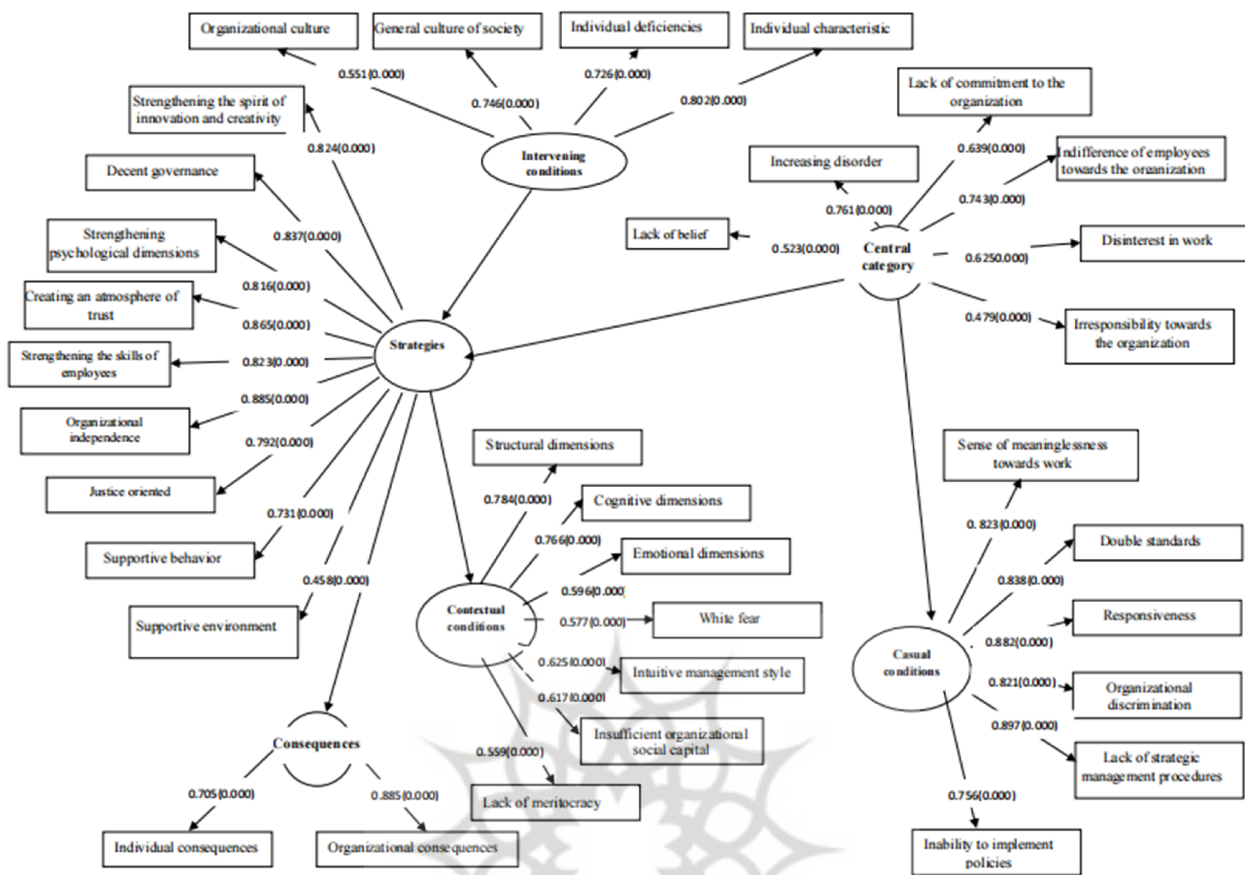 Organizational culture
General culture of society
Individual deficiencies
Individual characteristic
0.551(0.000)
0.746(0.000)
0.726(0.000)
0.802(0.000)
Intervening
conditions
Strengthening the spirit of
innovation and creativity
0.824(0.000)
Decent governance
0.837(0.000)
Strengthening
psychological dimensions
0.816(0.000)
Creating an atmosphere of
trust
0.865(0.000)
Strengthening the skills of
employees
0.823(0.000)
Organizational
independence
0.885(0.000)
Justice oriented
0.792(0.000)
Supportive behavior
0.731(0.000)
Supportive environment
0.458(0.000)
Strategies
Lack of commitment to the
organization
0.639(0.000)
Increasing disorder
0.761(0.000)
Indifference of employees
towards the organization
0.743(0.000)
Lack of belief
0.523(0.000)
Central
category
Disinterest in work
0.6250.000)
0.479(0.000)
Irresponsibility towards
the organization
Structural dimensions
0.784(0.000)
Cognitive dimensions
0.766(0.000)
Emotional dimensions
0.596(0.000)
White fear
0.577(0.000)
Contextual
conditions
Intuitive management style
0.625(0.000)
0.617(0.000)
Insufficient organizational
social capital
0.559(0.000)
Lack of meritocracy
Sense of meaninglessness
towards work
0. 823(0.000)
Double standards
0.838(0.000)
Responsiveness
0.882(0.000)
Casual
conditions
0.821(0.000)
Organizational
discrimination
0.897(0.000)
Lack of strategic
management procedures
0.756(0.000)
Inability to implement
policies
Consequences
0.705(0.000)
0.885(0.000)
Individual consequences
Organizational consequences